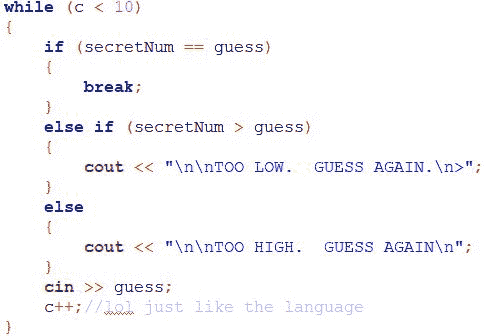 while (c < 10)
{
    if (secretNum == guess)
    {
        break;
    }
    else if (secretNum > guess)
    {
        cout << "\n\nTOO LOW.  GUESS AGAIN.\n>";
    }
    else
    {
        cout << "\n\nTOO HIGH.  GUESS AGAIN\n";
    }
    cin >> guess;
    c++;//lol just like the language
}